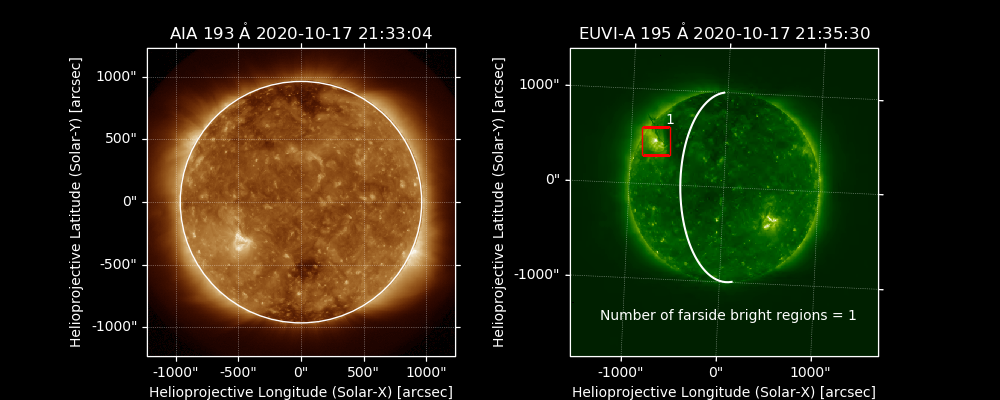 AIA 193 Å 2020-10-17 21:33:04
EUVI-A 195 Å 2020-10-17 21:35:30
Helioprojective Latitude (Solar-Y) [arcsec]
1000"
500"
0"
-500"
-1000"
-1000"
-500"
0"
500"
1000"
Helioprojective Longitude (Solar-X) [arcsec]
Helioprojective Latitude (Solar-Y) [arcsec]
1000"
0"
-1000"
1
Number of farside bright regions = 1
-1000"
0"
1000"
Helioprojective Longitude (Solar-X) [arcsec]